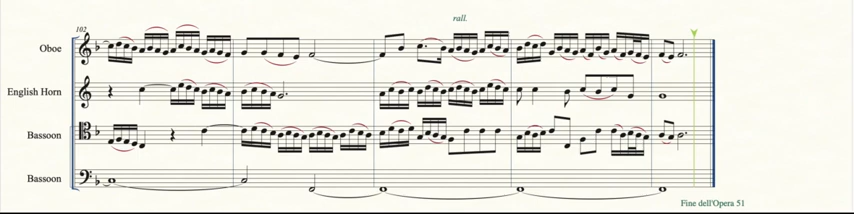 102
rall.
Oboe
English Horn
Bassoon
Bassoon
Fine dell'Opera 51